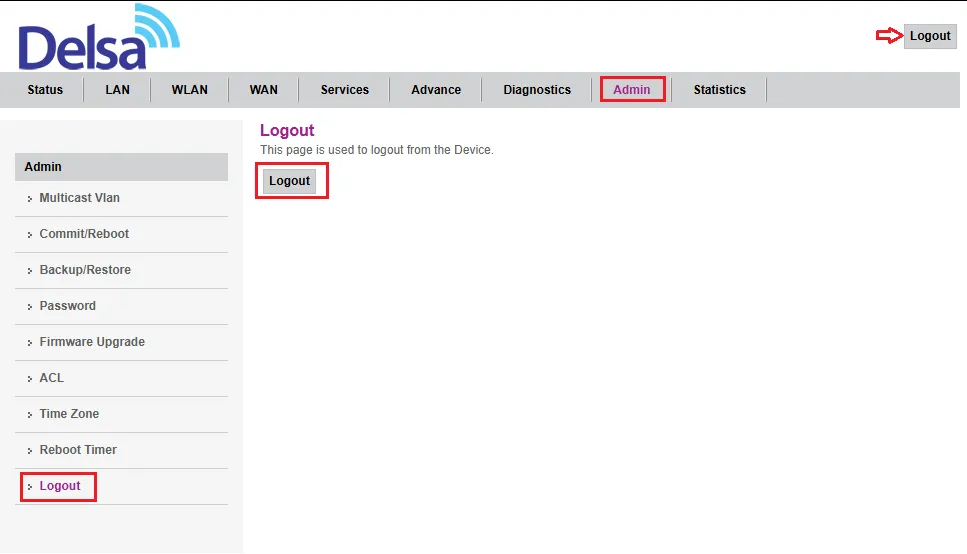 Delsa
Logout
Status LAN WLAN WAN Services Advance Diagnostics Admin Statistics
Admin
Multicast Vlan
Commit/Reboot
Backup/Restore
Password
Firmware Upgrade
ACL
Time Zone
Reboot Timer
Logout
Logout
This page is used to logout from the Device.
Logout